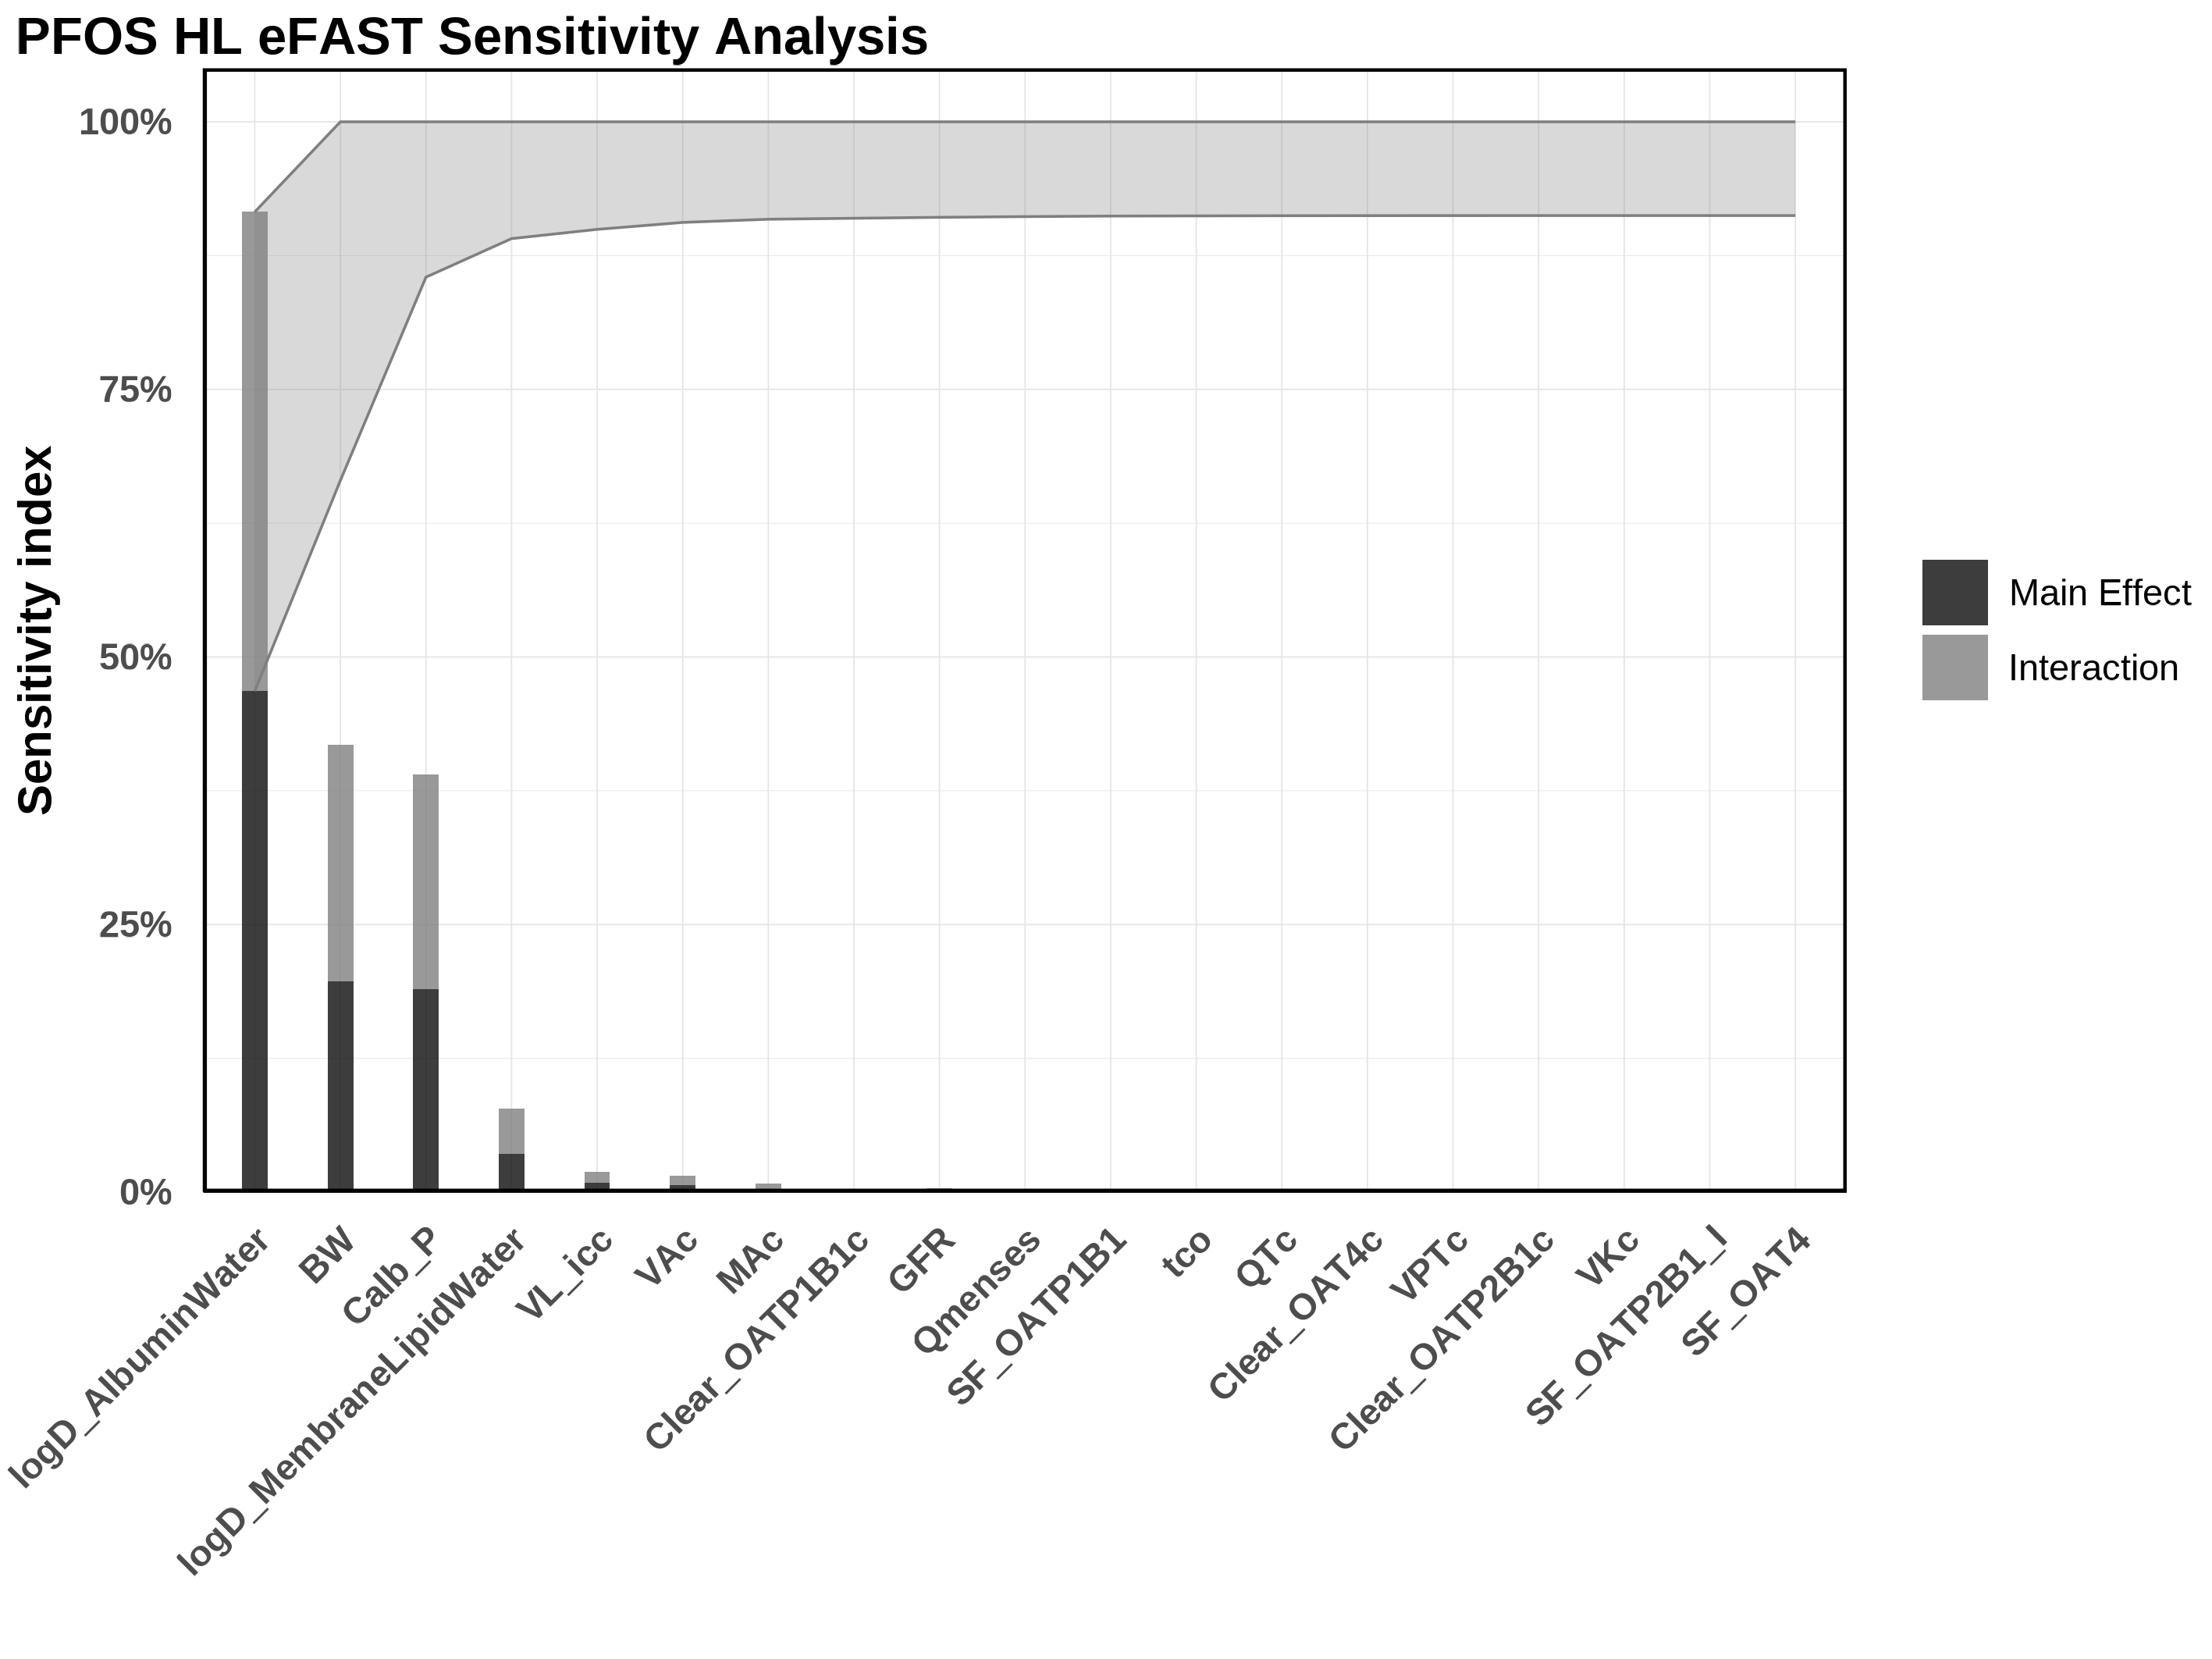 PFOS HL eFAST Sensitivity Analysis
Sensitivity index
100%
75%
50%
25%
0%
logD_AlbuminWater
BW
Calb_P
logD_MembraneLipidWater
VL_icc
VAc
MAc
Clear_OATP1B1c
GFR
Qmenses
SF_OATP1B1
tco
QTc
Clear_OAT4c
VPTc
Clear_OATP2B1c
VKc
SF_OATP2B1_l
SF_OAT4
Main Effect
Interaction